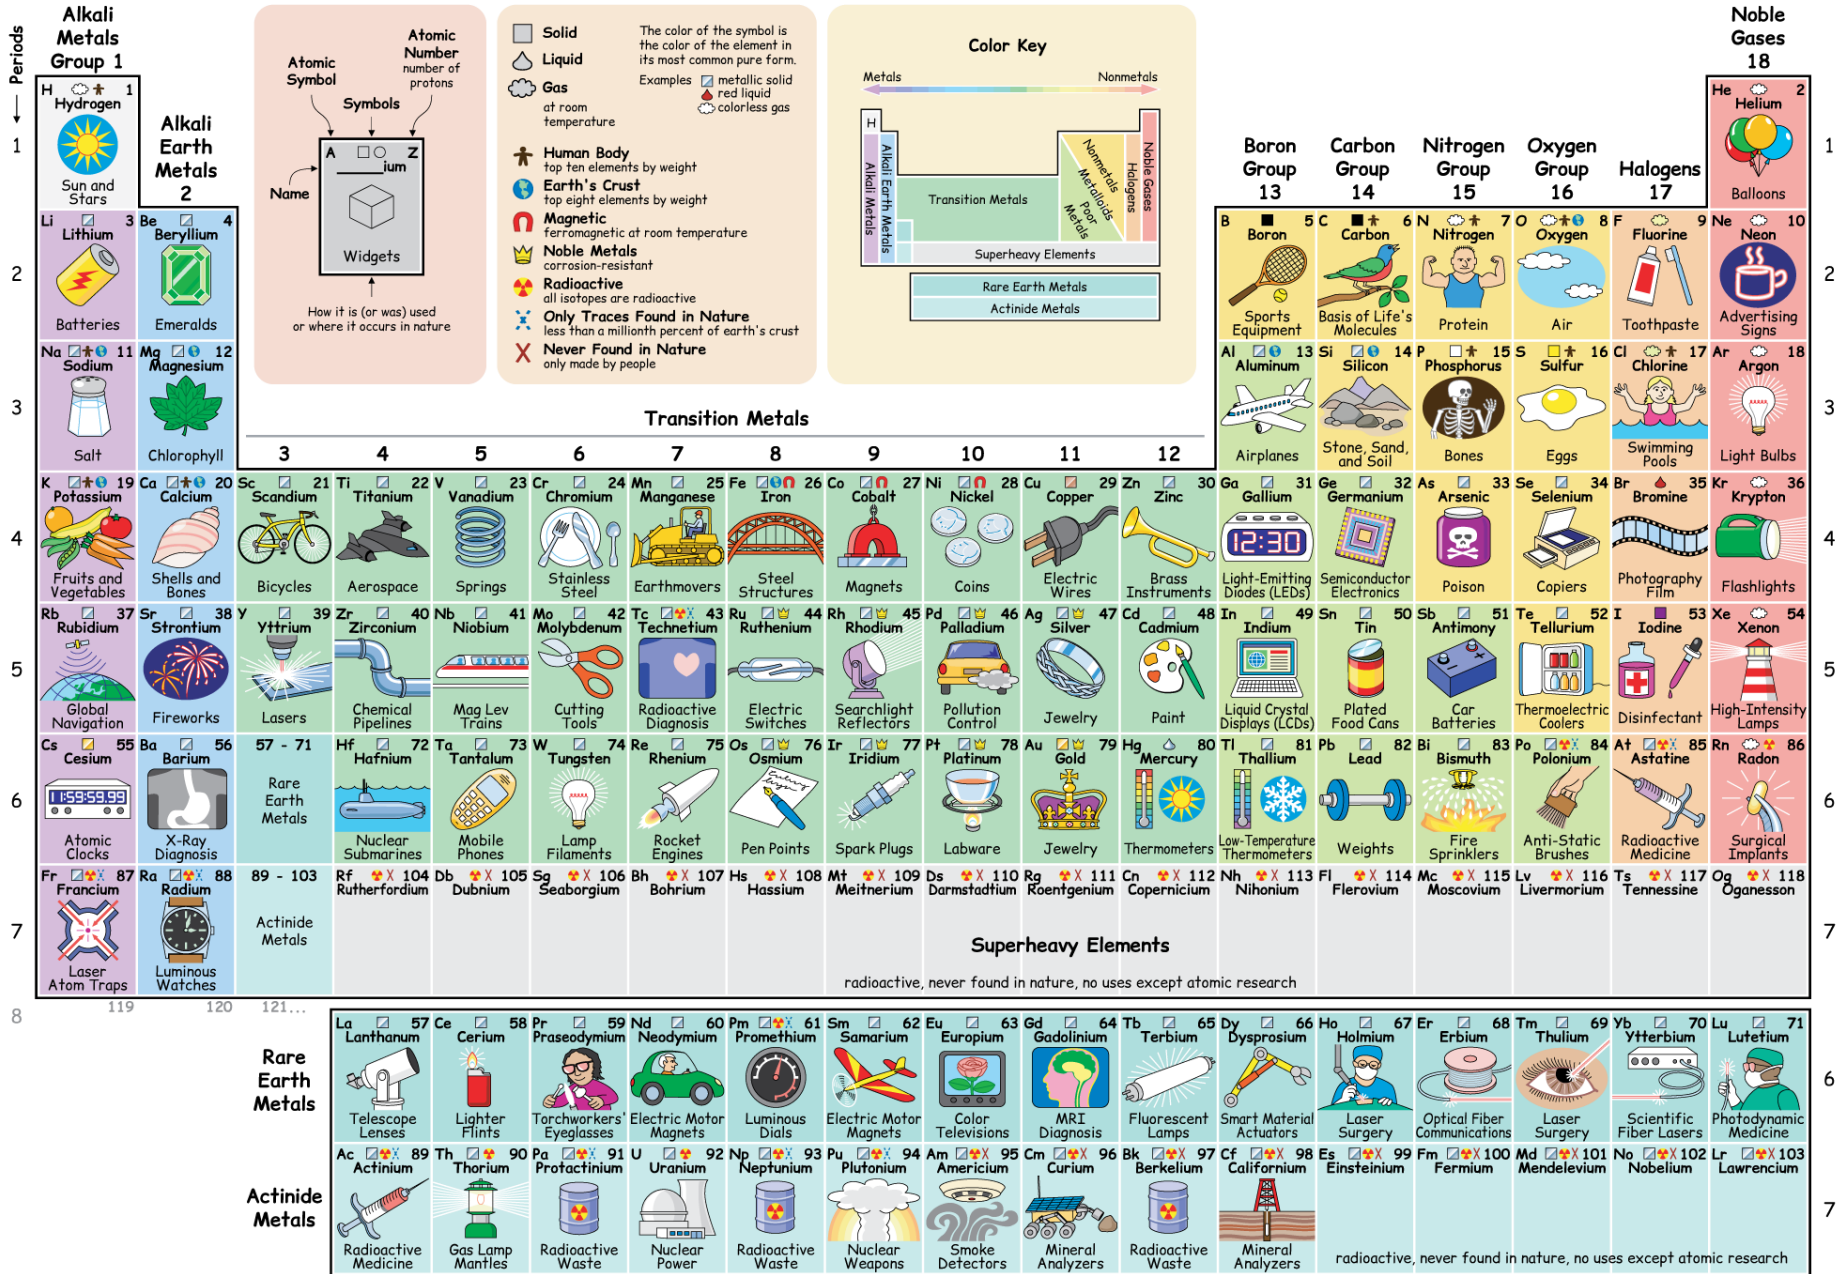 Periods
Alkali
Metals
Group 1
Alkali
Earth
Metals
2
Atomic
Symbol
Atomic
Number
number of
protons
Symbols
A Z
ium
Name
Widgets
How it is (or was) used
or where it occurs in nature
Solid
Liquid
Gas
at room
temperature
The color of the symbol is
the color of the element in
its most common pure form.
Examples
metallic solid
red liquid
colorless gas
Human Body
top ten elements by weight
Earth's Crust
top eight elements by weight
Magnetic
ferromagnetic at room temperature
Noble Metals
corrosion-resistant
Radioactive
all isotopes are radioactive
Only Traces Found in Nature
less than a millionth percent of earth's crust
Never Found in Nature
only made by people
Color Key
Metals Nonmetals
H
Alkali Metals
Alkali Earth Metals
Transition Metals
Nonmetals
Metalloids
Poor Metals
Halogens
Noble Gases
Superheavy Elements
Rare Earth Metals
Actinide Metals
Boron
Group
13
Carbon
Group
14
Nitrogen
Group
15
Oxygen
Group
16
Halogens
17
Noble
Gases
18
Transition Metals
3 4 5 6 7 8 9 10 11 12
1
H 1
Hydrogen
Sun and
Stars
He 2
Helium
Balloons
1
2
Li 3
Lithium
Batteries
Be 4
Beryllium
Emeralds
B 5
Boron
Sports
Equipment
C 6
Carbon
Basis of Life's
Molecules
N 7
Nitrogen
Protein
O 8
Oxygen
Air
F 9
Fluorine
Toothpaste
Ne 10
Neon
Advertising
Signs
2
3
Na 11
Sodium
Salt
Mg 12
Magnesium
Chlorophyll
Al 13
Aluminum
Airplanes
Si 14
Silicon
Stone, Sand,
and Soil
P 15
Phosphorus
Bones
S 16
Sulfur
Eggs
Cl 17
Chlorine
Swimming
Pools
Ar 18
Argon
Light Bulbs
3
4
K 19
Potassium
Fruits and
Vegetables
Ca 20
Calcium
Shells and
Bones
Sc 21
Scandium
Bicycles
Ti 22
Titanium
Aerospace
V 23
Vanadium
Springs
Cr 24
Chromium
Stainless
Steel
Mn 25
Manganese
Earthmovers
Fe 26
Iron
Steel
Structures
Co 27
Cobalt
Magnets
Ni 28
Nickel
Coins
Cu 29
Copper
Electric
Wires
Zn 30
Zinc
Brass
Instruments
Ga 31
Gallium
12:30
Light-Emitting
Diodes (LEDs)
Ge 32
Germanium
Semiconductor
Electronics
As 33
Arsenic
Poison
Se 34
Selenium
Copiers
Br 35
Bromine
Photography
Film
Kr 36
Krypton
Flashlights
4
5
Rb 37
Rubidium
Global
Navigation
Sr 38
Strontium
Fireworks
Y 39
Yttrium
Lasers
Zr 40
Zirconium
Chemical
Pipelines
Nb 41
Niobium
Mag Lev
Trains
Mo 42
Molybdenum
Cutting
Tools
Tc 43
Technetium
Radioactive
Diagnosis
Ru 44
Ruthenium
Electric
Switches
Rh 45
Rhodium
Searchlight
Reflectors
Pd 46
Palladium
Pollution
Control
Ag 47
Silver
Jewelry
Cd 48
Cadmium
Paint
In 49
Indium
Liquid Crystal
Displays (LCDs)
Sn 50
Tin
Plated
Food Cans
Sb 51
Antimony
Car
Batteries
Te 52
Tellurium
Thermoelectric
Coolers
I 53
Iodine
Disinfectant
Xe 54
Xenon
High-Intensity
Lamps
5
6
Cs 55
Cesium
11:59:59.99
Atomic
Clocks
Ba 56
Barium
X-Ray
Diagnosis
57 - 71
Rare
Earth
Metals
Hf 72
Hafnium
Nuclear
Submarines
Ta 73
Tantalum
Mobile
Phones
W 74
Tungsten
Lamp
Filaments
Re 75
Rhenium
Rocket
Engines
Os 76
Osmium
Pen Points
Ir 77
Iridium
Spark Plugs
Pt 78
Platinum
Labware
Au 79
Gold
Jewelry
Hg 80
Mercury
Thermometers
Tl 81
Thallium
Low-Temperature
Thermometers
Pb 82
Lead
Weights
Bi 83
Bismuth
Fire
Sprinklers
Po 84
Polonium
Anti-Static
Brushes
At 85
Astatine
Radioactive
Medicine
Rn 86
Radon
Surgical
Implants
6
7
Fr 87
Francium
Laser
Atom Traps
Ra 88
Radium
Luminous
Watches
89 - 103
Actinide
Metals
Rf 104
Rutherfordium
Db 105
Dubnium
Sg 106
Seaborgium
Bh 107
Bohrium
Hs 108
Hassium
Mt 109
Meitnerium
Ds 110
Darmstadtium
Rg 111
Roentgenium
Cn 112
Copernicium
Nh 113
Nihonium
Fl 114
Flerovium
Mc 115
Moscovium
Lv 116
Livermorium
Ts 117
Tennessine
Og 118
Oganesson
7
Superheavy Elements
radioactive, never found in nature, no uses except atomic research
8
119 120 121...
Rare
Earth
Metals
La 57
Lanthanum
Telescope
Lenses
Ce 58
Cerium
Lighter
Flints
Pr 59
Praseodymium
Torchworkers'
Eyeglasses
Nd 60
Neodymium
Electric Motor
Magnets
Pm 61
Promethium
Luminous
Dials
Sm 62
Samarium
Electric Motor
Magnets
Eu 63
Europium
Color
Televisions
Gd 64
Gadolinium
MRI
Diagnosis
Tb 65
Terbium
Fluorescent
Lamps
Dy 66
Dysprosium
Smart Material
Actuators
Ho 67
Holmium
Laser
Surgery
Er 68
Erbium
Optical Fiber
Communications
Tm 69
Thulium
Laser
Surgery
Yb 70
Ytterbium
Scientific
Fiber Lasers
Lu 71
Lutetium
Photodynamic
Medicine
6
Actinide
Metals
Ac 89
Actinium
Radioactive
Medicine
Th 90
Thorium
Gas Lamp
Mantles
Pa 91
Protactinium
Radioactive
Waste
U 92
Uranium
Nuclear
Power
Np 93
Neptunium
Radioactive
Waste
Pu 94
Plutonium
Nuclear
Weapons
Am 95
Americium
Smoke
Detectors
Cm 96
Curium
Mineral
Analyzers
Bk 97
Berkelium
Radioactive
Waste
Cf 98
Californium
Mineral
Analyzers
Es 99
Einsteinium
Fm 100
Fermium
Md 101
Mendelevium
No 102
Nobelium
Lr 103
Lawrencium
7
radioactive, never found in nature, no uses except atomic research